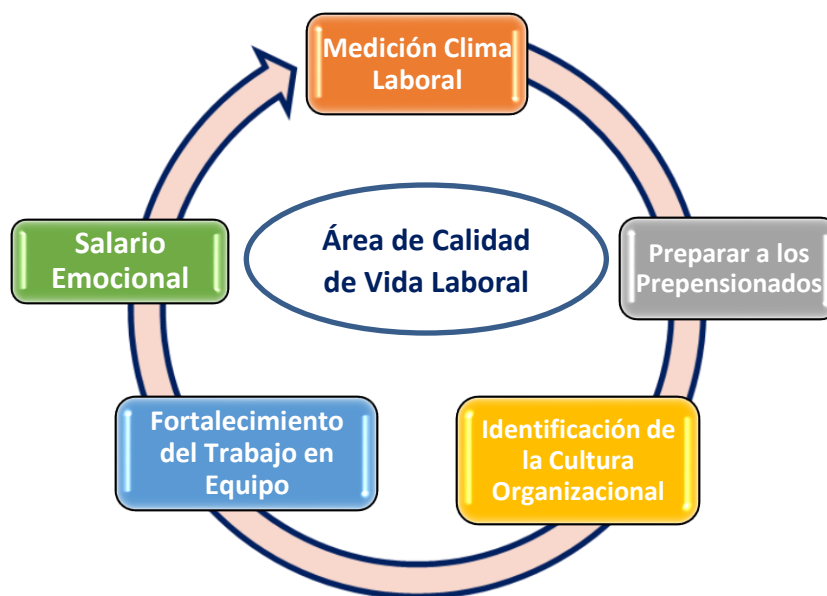 Medición Clima
Laboral
Área de Calidad
de Vida Laboral
Preparar a los
Prepensionados
Identificación de
la Cultura
Organizacional
Fortalecimiento
del Trabajo en
Equipo
Salario
Emocional